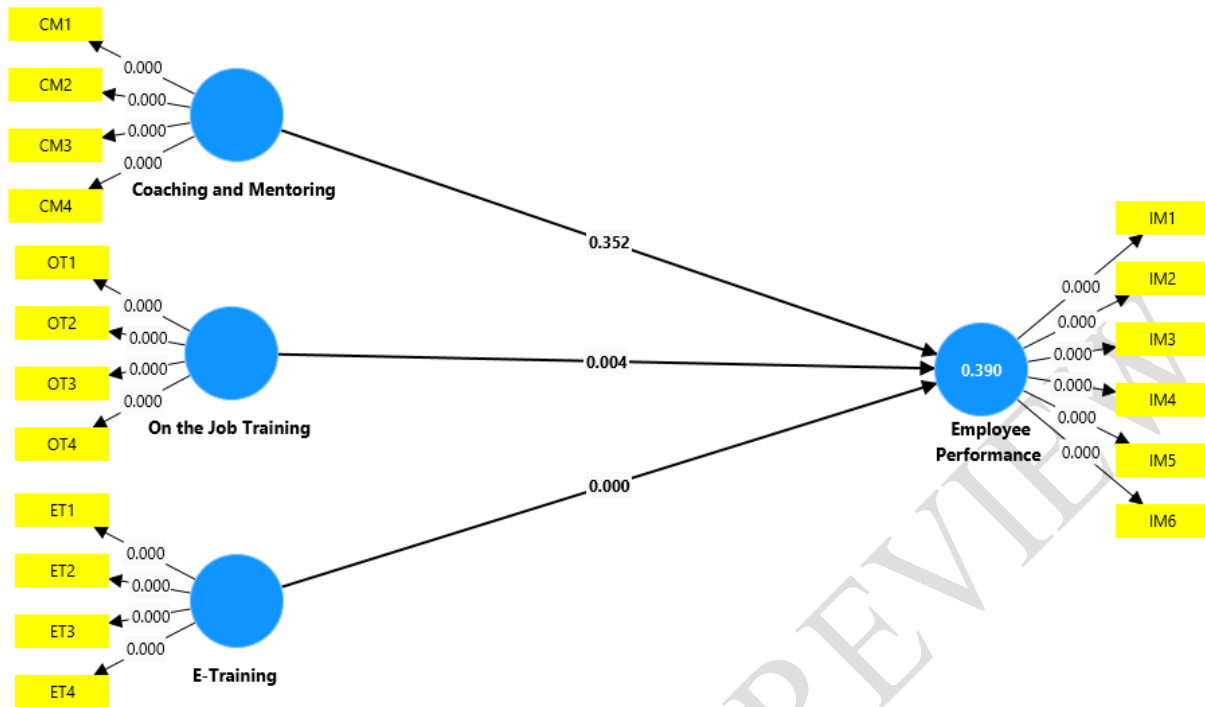 CM1
0.000
CM2
0.000
CM3
0.000
CM4
0.000
Coaching and Mentoring
0.352
OT1
0.000
OT2
0.000
OT3
0.000
OT4
0.000
On the Job Training
0.004
ET1
0.000
ET2
0.000
ET3
0.000
ET4
0.000
E-Training
0.000
0.390
Employee
Performance
IM1
0.000
IM2
0.000
IM3
0.000
IM4
0.000
IM5
0.000
IM6
0.000
REVIEW